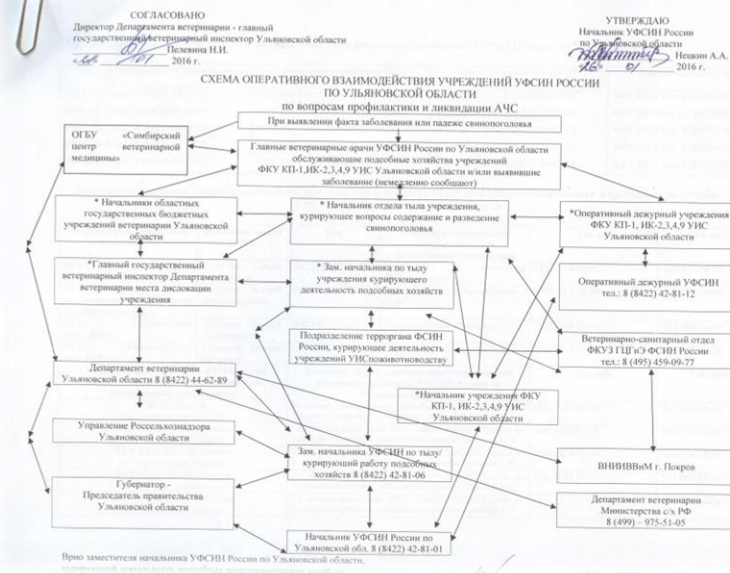 СОГЛАСОВАНО
Директор Департамента ветеринарии - главный
государственный ветеринарный инспектор Ульяновской области
Пелевина Н.И.
01 2016 г.
УТВЕРЖДАЮ
Начальник УФСИН России
по Ульяновской области
Нецкин А.А.
«26» 01 2016 г.
СХЕМА ОПЕРАТИВНОГО ВЗАИМОДЕЙСТВИЯ УЧРЕЖДЕНИЙ УФСИН РОССИИ
ПО УЛЬЯНОВСКОЙ ОБЛАСТИ
по вопросам профилактики и ликвидации АЧС
При выявлении факта заболевания или падеже свинопоголовья
ОГБУ «Симбирский
центр ветеринарной
медицины»
Главные ветеринарные врачи УФСИН России по Ульяновской области
обслуживающие подсобные хозяйства учреждений
ФКУ КП-1,ИК-2,3,4,9 УИС Ульяновской области и/или выявившие
заболевание (немедленно сообщают)
* Начальники областных
государственных бюджетных
учреждений ветеринарии Ульяновской
области
* Начальник отдела тыла учреждения,
курирующее вопросы содержание и разведение
свинопоголовья
*Оперативный дежурный учреждения
ФКУ КП-1, ИК-2,3,4,9 УИС
Ульяновской области
*Главный государственный
ветеринарный инспектор Департамента
ветеринарии места дислокации
учреждения
* Зам. начальника по тылу
учреждения курирующего
деятельность подсобных хозяйств
Оперативный дежурный УФСИН
тел.: 8 (8422) 42-81-12
Подразделение терроргана ФСИН
России, курирующее деятельность
учреждений УИСпоживотноводству
Ветеринарно-санитарный отдел
ФКУЗ ГЦГиЭ ФСИН России
тел.: 8 (495) 459-09-77
Департамент ветеринарии
Ульяновской области 8 (8422) 44-62-89
*Начальник учреждения ФКУ
КП-1, ИК-2,3,4,9 УИС
Ульяновской области
Управление Россельхознадзора
Ульяновской области
Зам. начальника УФСИН по тылу/
курирующий работу подсобных
хозяйств 8 (8422) 42-81-06
ВНИИВВиМ г. Покров
Губернатор -
Председатель правительства
Ульяновской области
Департамент ветеринарии
Министерства с/х РФ
8 (499) – 975-51-05
Начальник УФСИН России по
Ульяновской обл. 8 (8422) 42-81-01
Врио заместителя начальника УФСИН России по Ульяновской области,